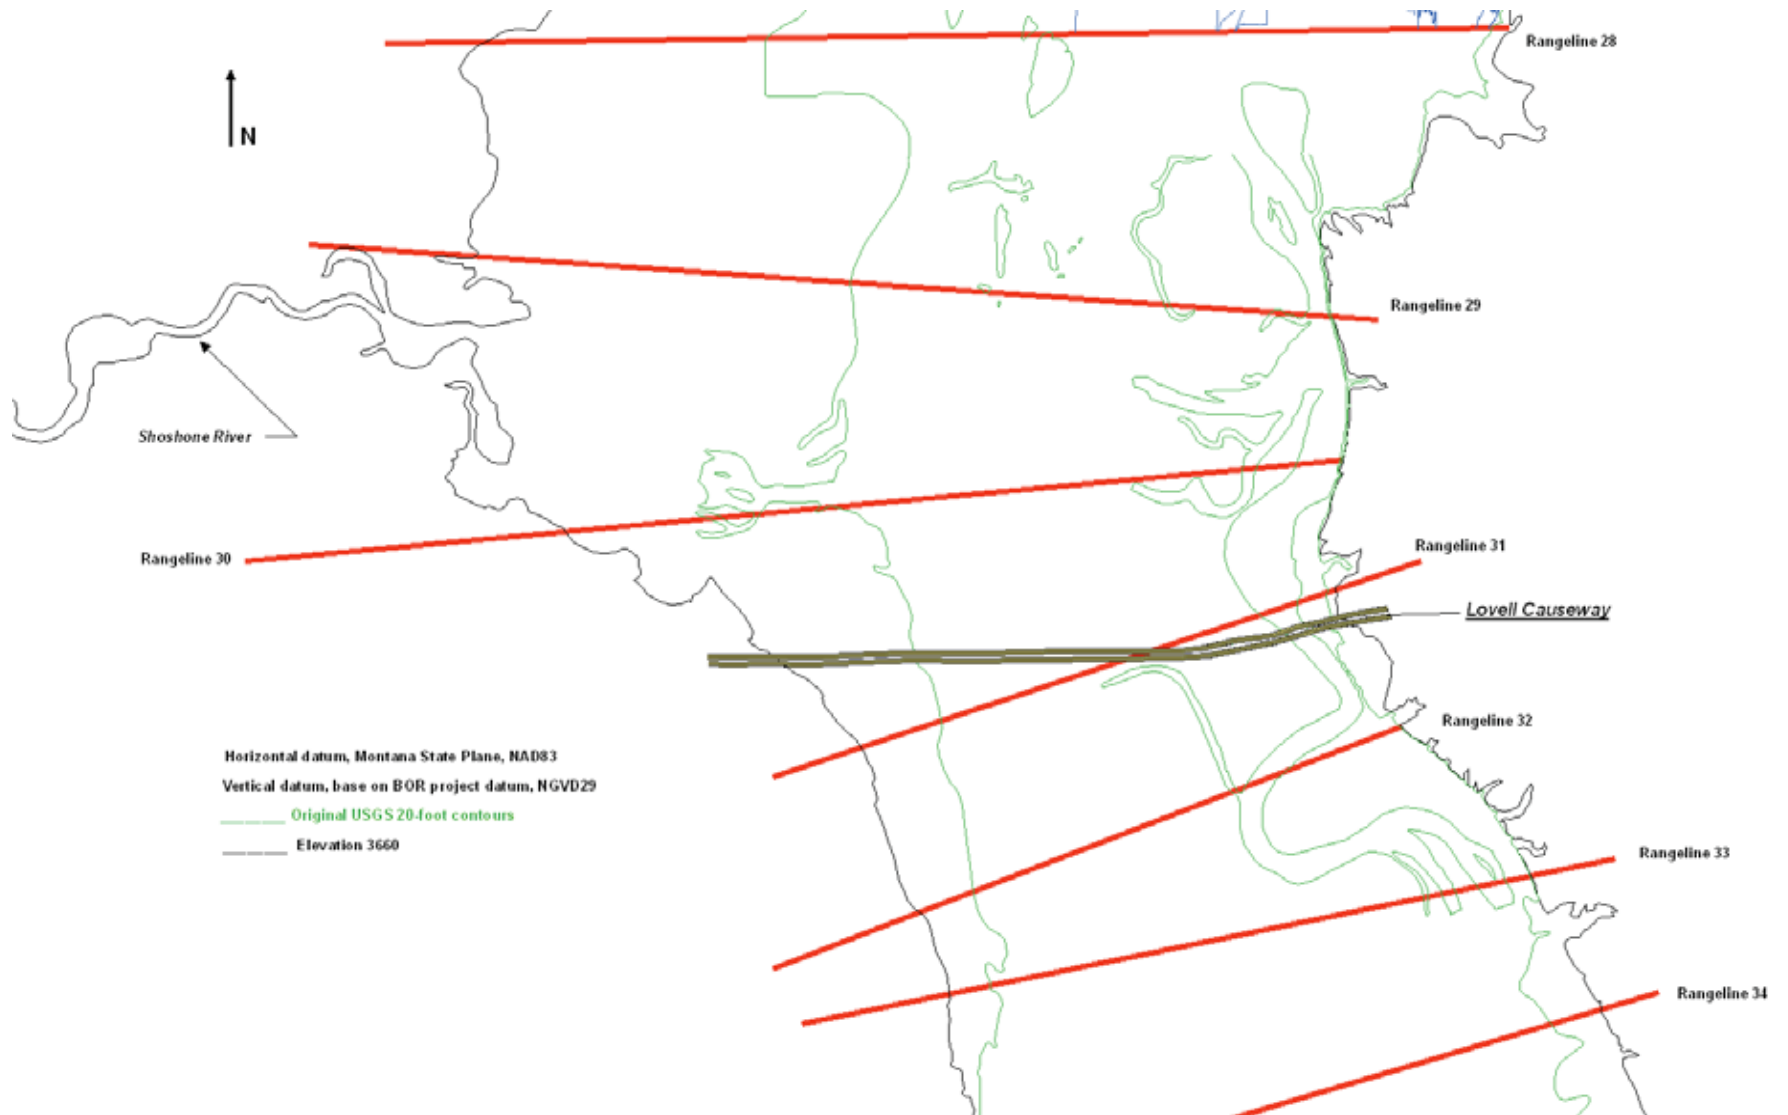 Rangeline 28
N
Rangeline 29
Shoshone River
Rangeline 30
Rangeline 31
Lovell Causeway
Rangeline 32
Horizontal datum, Montana State Plane, NAD83
Vertical datum, base on BOR project datum, NGVD29
Original USGS 20-foot contours
Elevation 3660
Rangeline 33
Rangeline 34